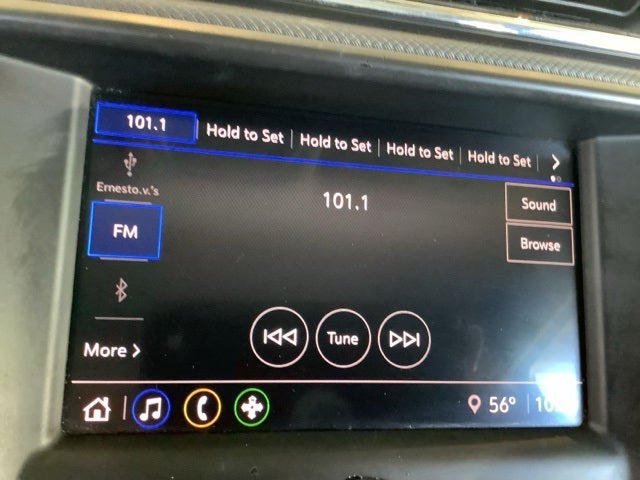 101.1 Hold to Set Hold to Set Hold to Set Hold to Set
Ernesto.v.'s
101.1
Sound
FM
Browse
Tune
More
56°